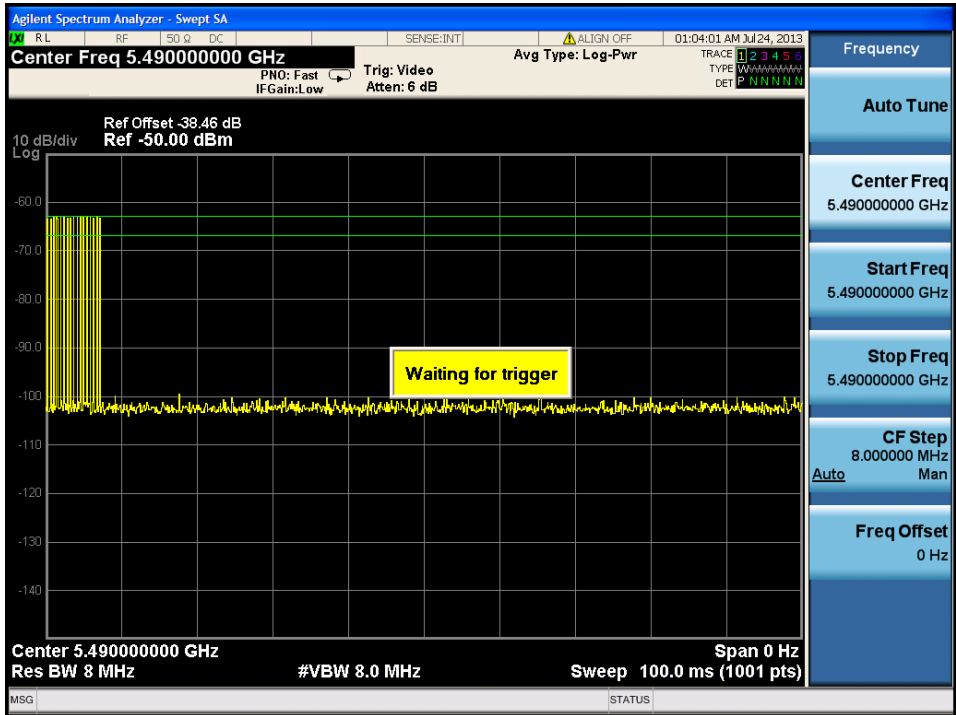 Agilent Spectrum Analyzer - Swept SA
LXI RL RF 50 Ω DC SENSE:INT ALIGN OFF 01:04:01 AM Jul 24, 2013
Center Freq 5.490000000 GHz Avg Type: Log-Pwr TRACE 1 2 3 4 5 6
PNO: Fast Trig: Video TYPE WWWWWW
IFGain:Low Atten: 6 dB DET P N N N N N
Ref Offset -38.46 dB
10 dB/div Ref -50.00 dBm
Log
-60.0
-70.0
-80.0
-90.0
-100
-110
-120
-130
-140
Waiting for trigger
Center 5.490000000 GHz Span 0 Hz
Res BW 8 MHz #VBW 8.0 MHz Sweep 100.0 ms (1001 pts)
MSG STATUS
Frequency
Auto Tune
Center Freq
5.490000000 GHz
Start Freq
5.490000000 GHz
Stop Freq
5.490000000 GHz
CF Step
8.000000 MHz
Auto Man
Freq Offset
0 Hz